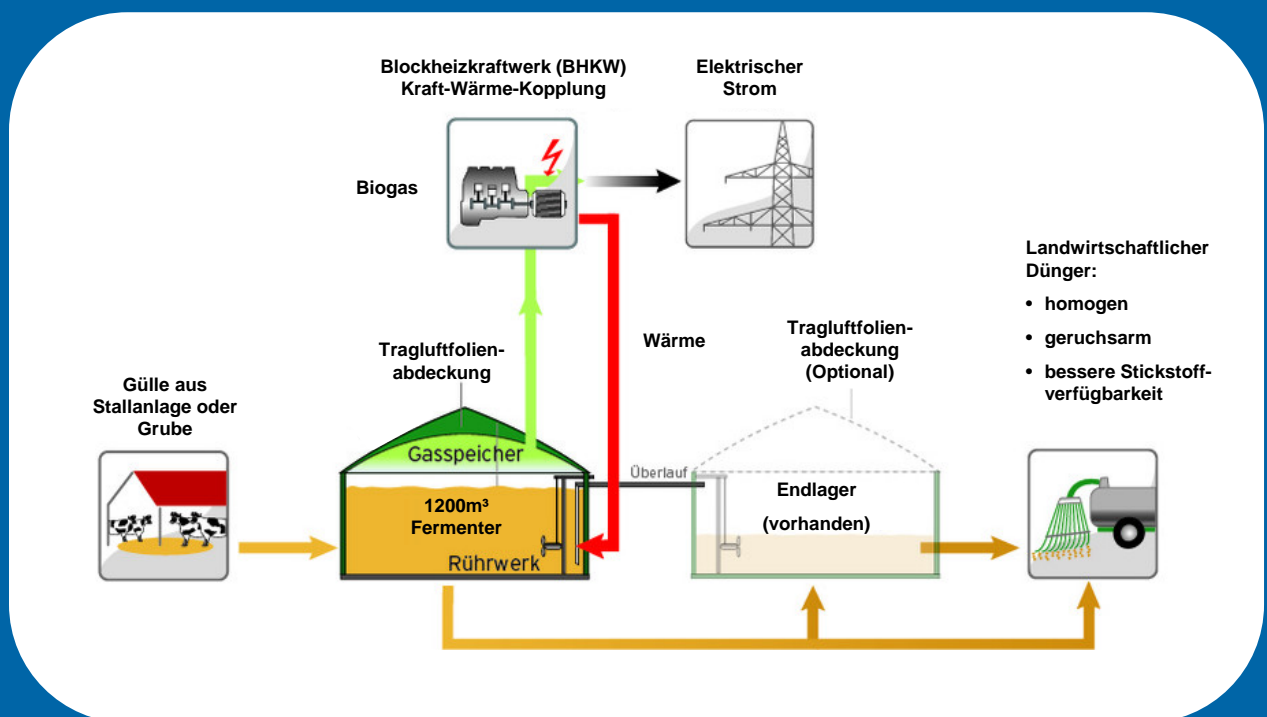 Blockheizkraftwerk (BHKW)
Kraft-Wärme-Kopplung
Elektrischer
Strom
Biogas
Landwirtschaftlicher
Dünger:
• homogen
• geruchsarm
• bessere Stickstoff-
verfügbarkeit
Wärme
Tragluftfolien-
abdeckung
Tragluftfolien-
abdeckung
(Optional)
Gülle aus
Stallanlage oder
Grube
Gasspeicher
1200m³
Fermenter
Rührwerk
Überlauf
Endlager
(vorhanden)